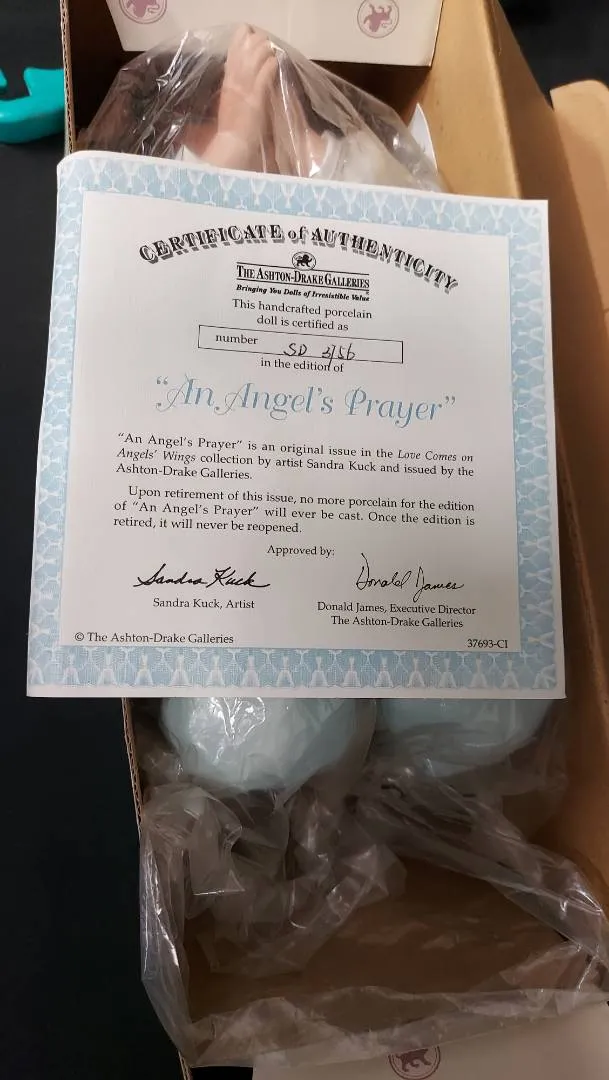 CERTIFICATE of AUTHENTICITY
THE ASHTON-DRAKE GALLERIES
Bringing You Dolls of Irresistible Value
This handcrafted porcelain
doll is certified as
number SD 3756
in the edition of
"An Angel's Prayer"
"An Angel's Prayer" is an original issue in the Love Comes on
Angels' Wings collection by artist Sandra Kuck and issued by the
Ashton-Drake Galleries.
Upon retirement of this issue, no more porcelain for the edition
of "An Angel's Prayer" will ever be cast. Once the edition is
retired, it will never be reopened.
Approved by:
Sandra Kuck Donald James
Sandra Kuck, Artist
Donald James, Executive Director
The Ashton-Drake Galleries
© The Ashton-Drake Galleries
37693-CI